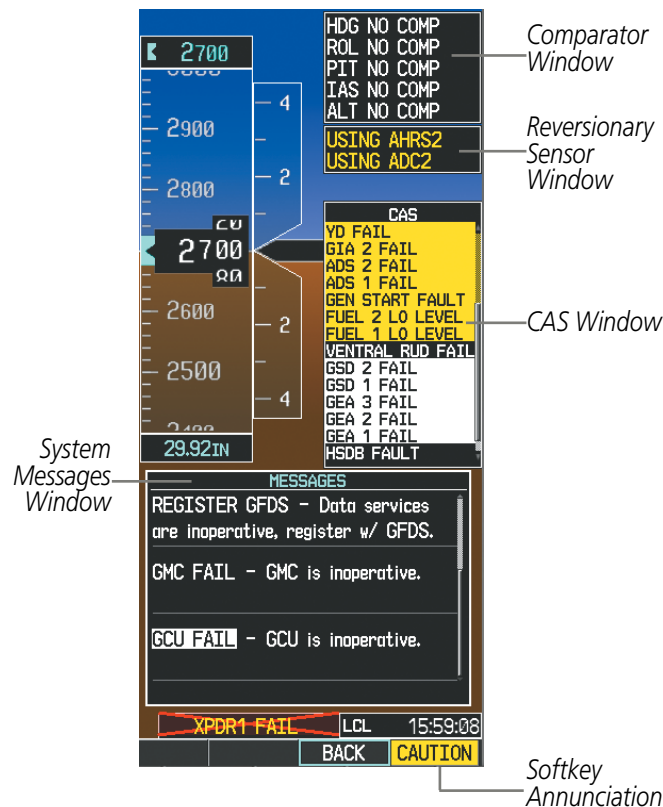 2700
2900
2800
2700
2600
2500
29.92IN
4
2
2
4
HDG NO COMP
ROL NO COMP
PIT NO COMP
IAS NO COMP
ALT NO COMP
Comparator
Window
USING AHRS2
USING ADC2
Reversionary
Sensor
Window
CAS
YD FAIL
GIA 2 FAIL
ADS 2 FAIL
ADS 1 FAIL
GEN START FAULT
FUEL 2 LO LEVEL
FUEL 1 LO LEVEL
VENTRAL RUD FAIL
GSD 2 FAIL
GSD 1 FAIL
GEA 3 FAIL
GEA 2 FAIL
GEA 1 FAIL
HSDB FAULT
CAS Window
System
Messages
Window
MESSAGES
REGISTER GFDS – Data services
are inoperative, register w/ GFDS.
GMC FAIL – GMC is inoperative.
GCU FAIL – GCU is inoperative.
XPDR1 FAIL
LCL 15:59:08
BACK
CAUTION
Softkey
Annunciation